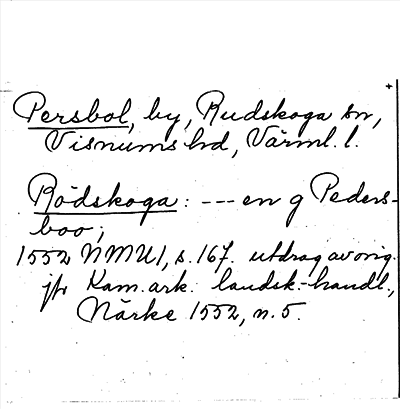 Persbol, by, Rudskoga sn,
Visnums hd, Värml. l.
Rödskoga: --- en g Peders-
boo,
1552 NMU1, s. 167. utdrag av orig.
jfr Kam. ark. landsk.-handl.,
Närke 1552, n. 5.